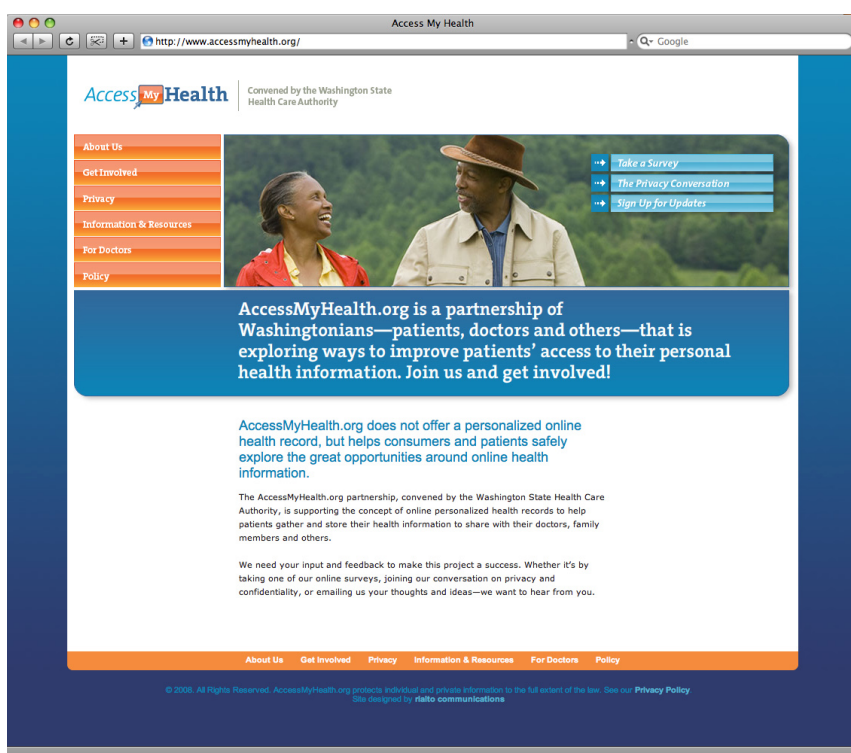 Access My Health
http://www.accessmyhealth.org/
Google
Access My Health
Convened by the Washington State
Health Care Authority
About Us
Get Involved
Privacy
Information & Resources
For Doctors
Policy
Take a Survey
The Privacy Conversation
Sign Up for Updates
AccessMyHealth.org is a partnership of
Washingtonians—patients, doctors and others—that is
exploring ways to improve patients’ access to their personal
health information. Join us and get involved!
AccessMyHealth.org does not offer a personalized online
health record, but helps consumers and patients safely
explore the great opportunities around online health
information.
The AccessMyHealth.org partnership, convened by the Washington State Health Care
Authority, is supporting the concept of online personalized health records to help
patients gather and store their health information to share with their doctors, family
members and others.
We need your input and feedback to make this project a success. Whether it’s by
taking one of our online surveys, joining our conversation on privacy and
confidentiality, or emailing us your thoughts and ideas—we want to hear from you.
About Us Get Involved Privacy Information & Resources For Doctors Policy
© 2008. All Rights Reserved. AccessMyHealth.org protects individual and private information to the full extent of the law. See our Privacy Policy.
Site designed by rialto communications